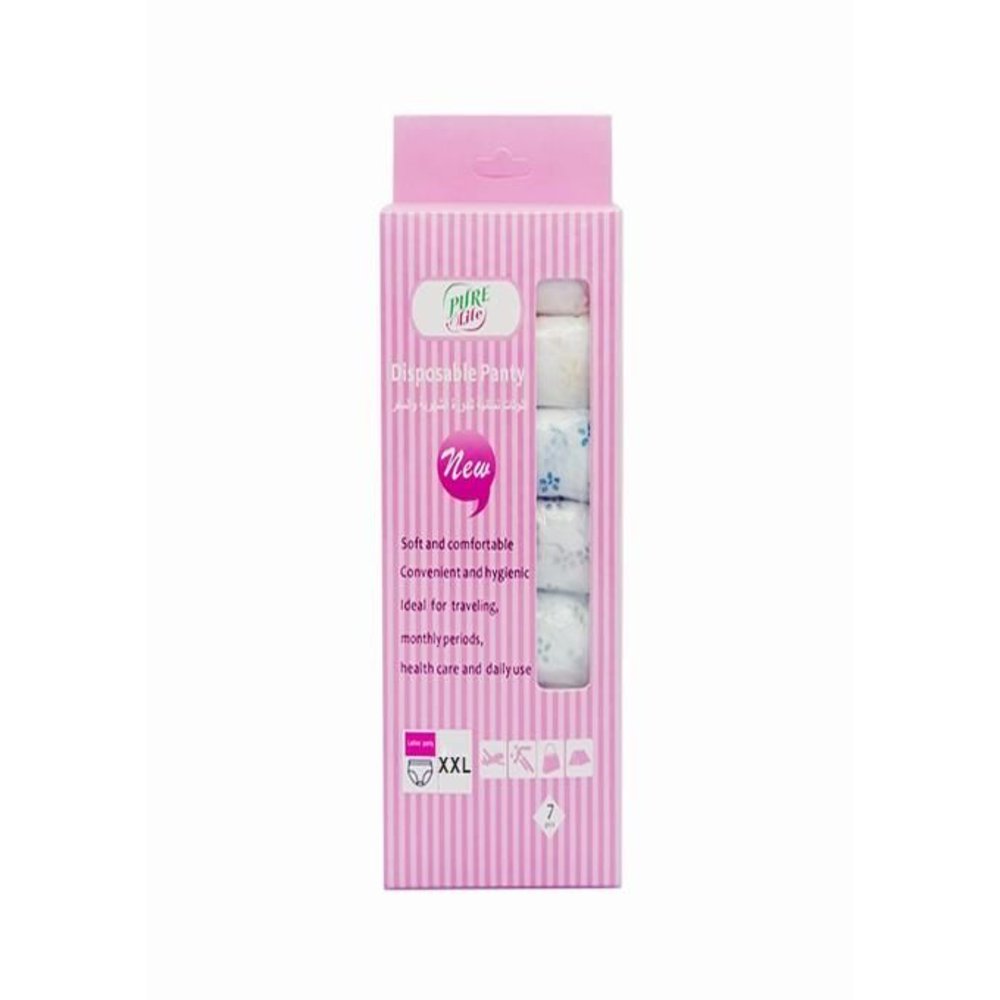 PURE
Life
Disposable Panty
New
Soft and comfortable
Convenient and hygienic
Ideal for traveling,
monthly periods,
health care and daily use
XXL
7
pcs